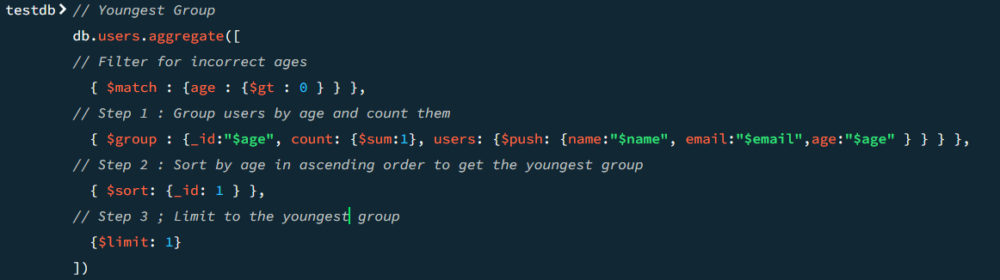 testdb> // Youngest Group
db.users.aggregate([
// Filter for incorrect ages
{ $match : {age : {$gt : 0 } } },
// Step 1 : Group users by age and count them
{ $group : {_id:"$age", count: {$sum:1}, users: {$push: {name:"$name", email:"$email",age:"$age" } } } },
// Step 2 : Sort by age in ascending order to get the youngest group
{ $sort: {_id: 1 } },
// Step 3 ; Limit to the youngest group
{$limit: 1}
])